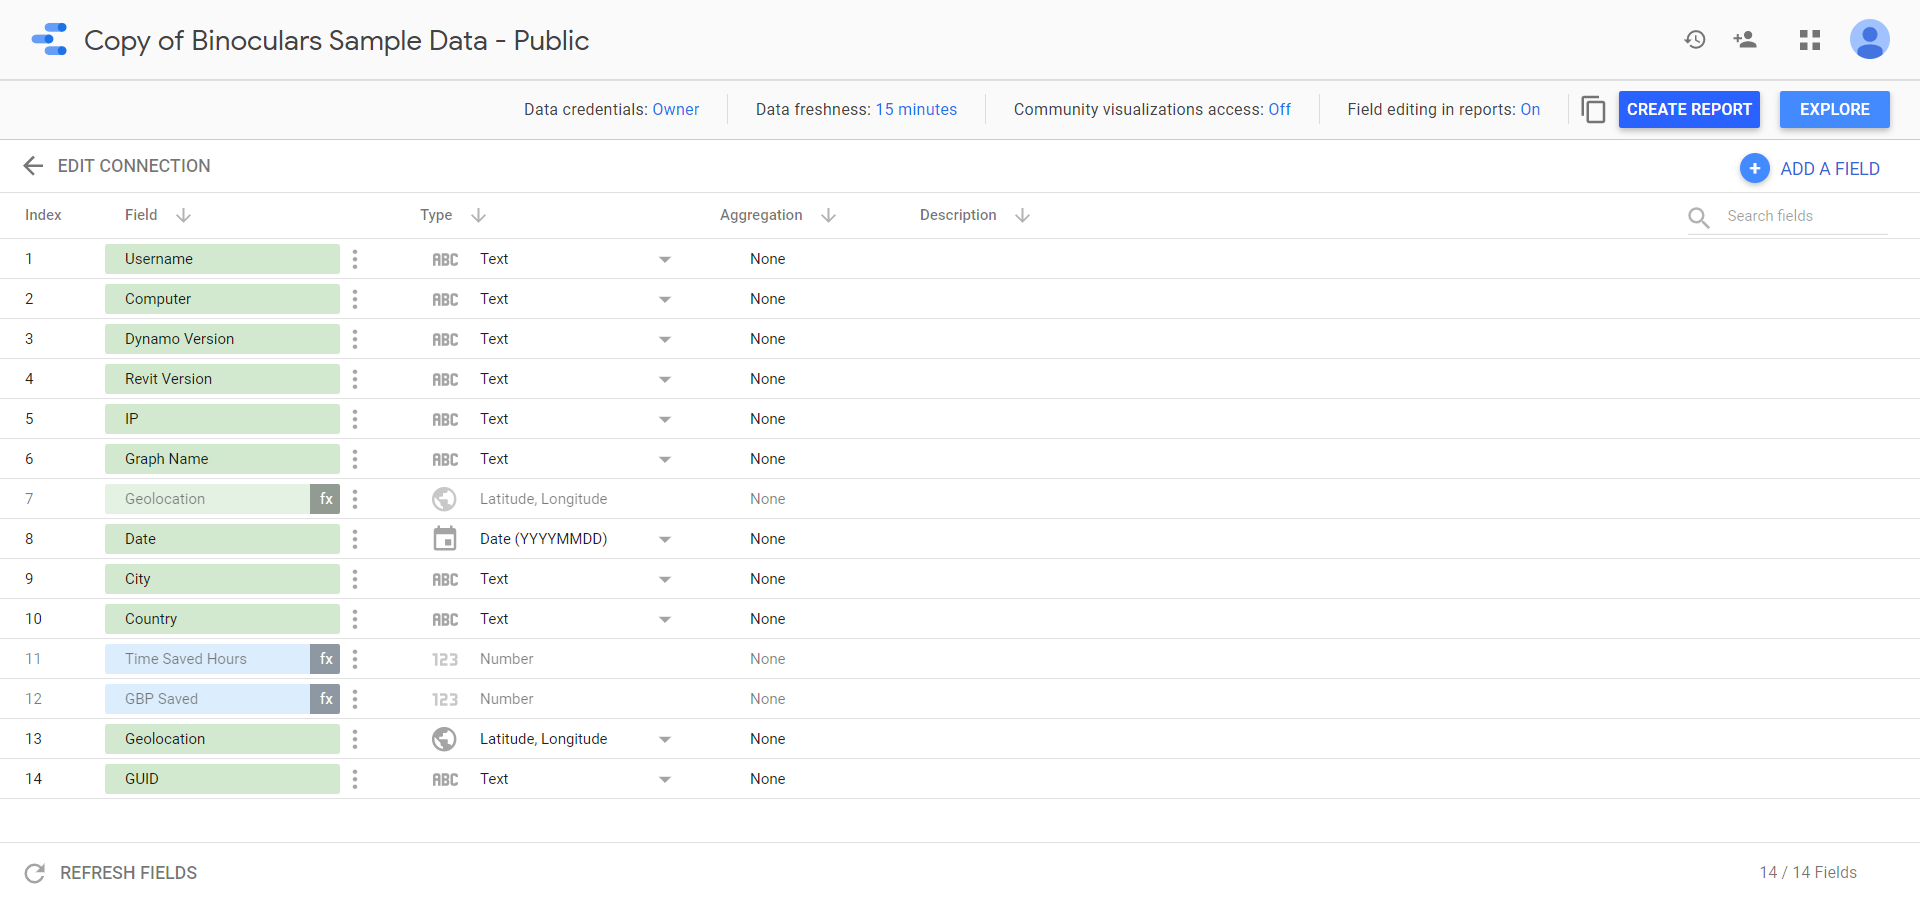 Copy of Binoculars Sample Data - Public
Data credentials: Owner Data freshness: 15 minutes Community visualizations access: Off Field editing in reports: On CREATE REPORT EXPLORE
EDIT CONNECTION + ADD A FIELD
Index Field Type Aggregation Description Search fields
1 Username ABC Text None
2 Computer ABC Text None
3 Dynamo Version ABC Text None
4 Revit Version ABC Text None
5 IP ABC Text None
6 Graph Name ABC Text None
7 Geolocation fx Latitude, Longitude None
8 Date Date (YYYYMMDD) None
9 City ABC Text None
10 Country ABC Text None
11 Time Saved Hours fx 123 Number None
12 GBP Saved fx 123 Number None
13 Geolocation Latitude, Longitude None
14 GUID ABC Text None
REFRESH FIELDS 14 / 14 Fields